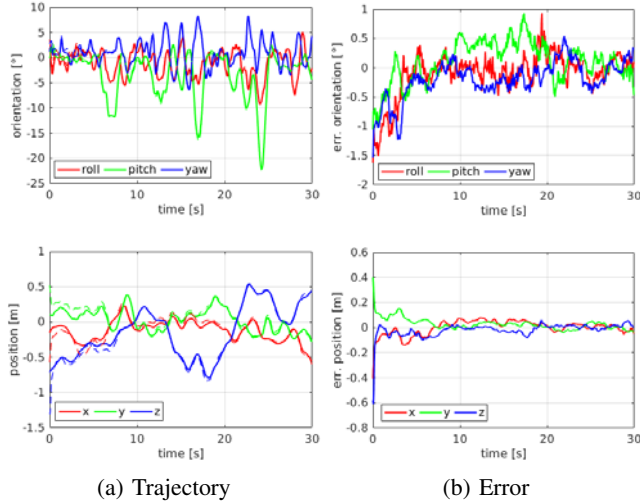 10
5
0
-5
-10
-15
-20
-25
orientation [°]
roll pitch yaw
0 10 20 30
time [s]
1
0.5
0
-0.5
-1
-1.5
-2
err. orientation [°]
roll pitch yaw
0 10 20 30
time [s]
1
0.5
0
-0.5
-1
-1.5
position [m]
x y z
0 10 20 30
time [s]
0.6
0.4
0.2
0
-0.2
-0.4
-0.6
-0.8
err. position [m]
x y z
0 10 20 30
time [s]
(a) Trajectory
(b) Error